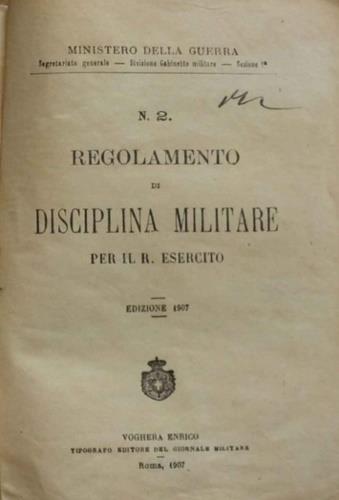 MINISTERO DELLA GUERRA
Segretariato generale — Divisione Gabinetto militare — Sezione 1ª
N. 2.
REGOLAMENTO
DI
DISCIPLINA MILITARE
PER IL R. ESERCITO
EDIZIONE 1907
VOGHERA ENRICO
TIPOGRAFO EDITORE DEL GIORNALE MILITARE
Roma, 1907